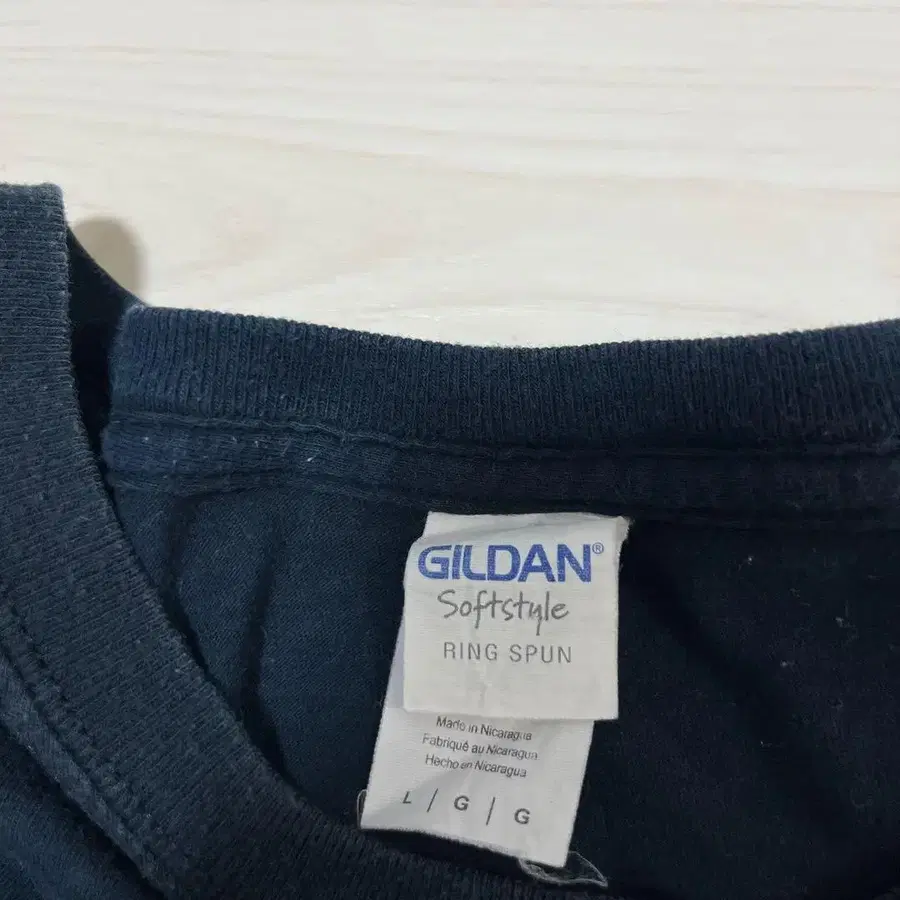 GILDAN®
Softstyle
RING SPUN
Made in Nicaragua
Fabriqué au Nicaragua
Hecho en Nicaragua
L / G / G